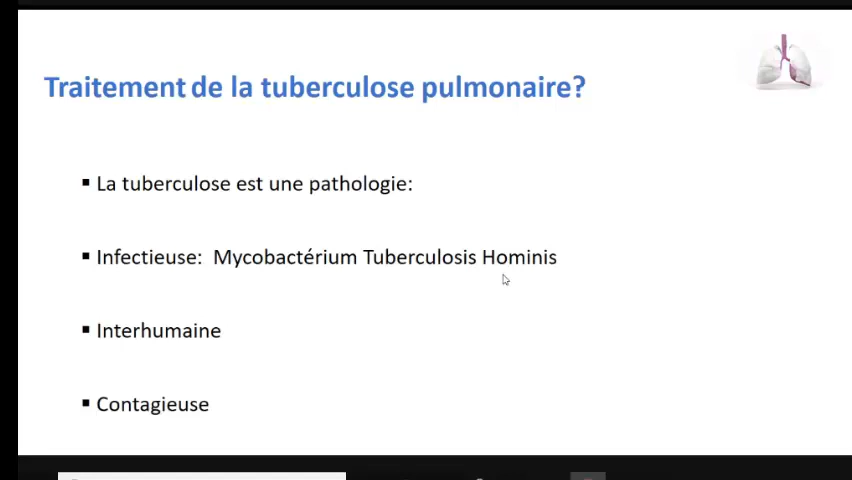 Traitement de la tuberculose pulmonaire?
▪ La tuberculose est une pathologie:
▪ Infectieuse: Mycobactérium Tuberculosis Hominis
▪ Interhumaine
▪ Contagieuse